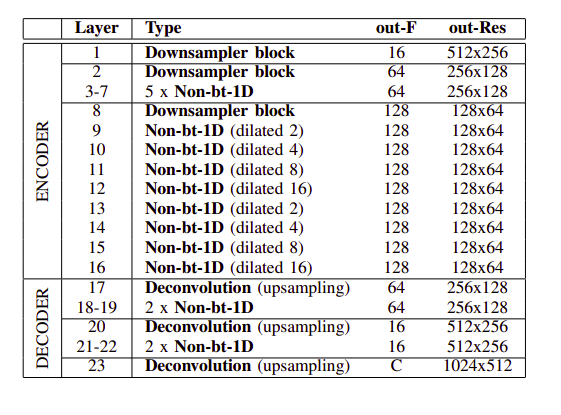 Layer Type out-F out-Res
ENCODER
1 Downsampler block 16 512x256
2 Downsampler block 64 256x128
3-7 5 x Non-bt-1D 64 256x128
8 Downsampler block 128 128x64
9 Non-bt-1D (dilated 2) 128 128x64
10 Non-bt-1D (dilated 4) 128 128x64
11 Non-bt-1D (dilated 8) 128 128x64
12 Non-bt-1D (dilated 16) 128 128x64
13 Non-bt-1D (dilated 2) 128 128x64
14 Non-bt-1D (dilated 4) 128 128x64
15 Non-bt-1D (dilated 8) 128 128x64
16 Non-bt-1D (dilated 16) 128 128x64
DECODER
17 Deconvolution (upsampling) 64 256x128
18-19 2 x Non-bt-1D 64 256x128
20 Deconvolution (upsampling) 16 512x256
21-22 2 x Non-bt-1D 16 512x256
23 Deconvolution (upsampling) C 1024x512